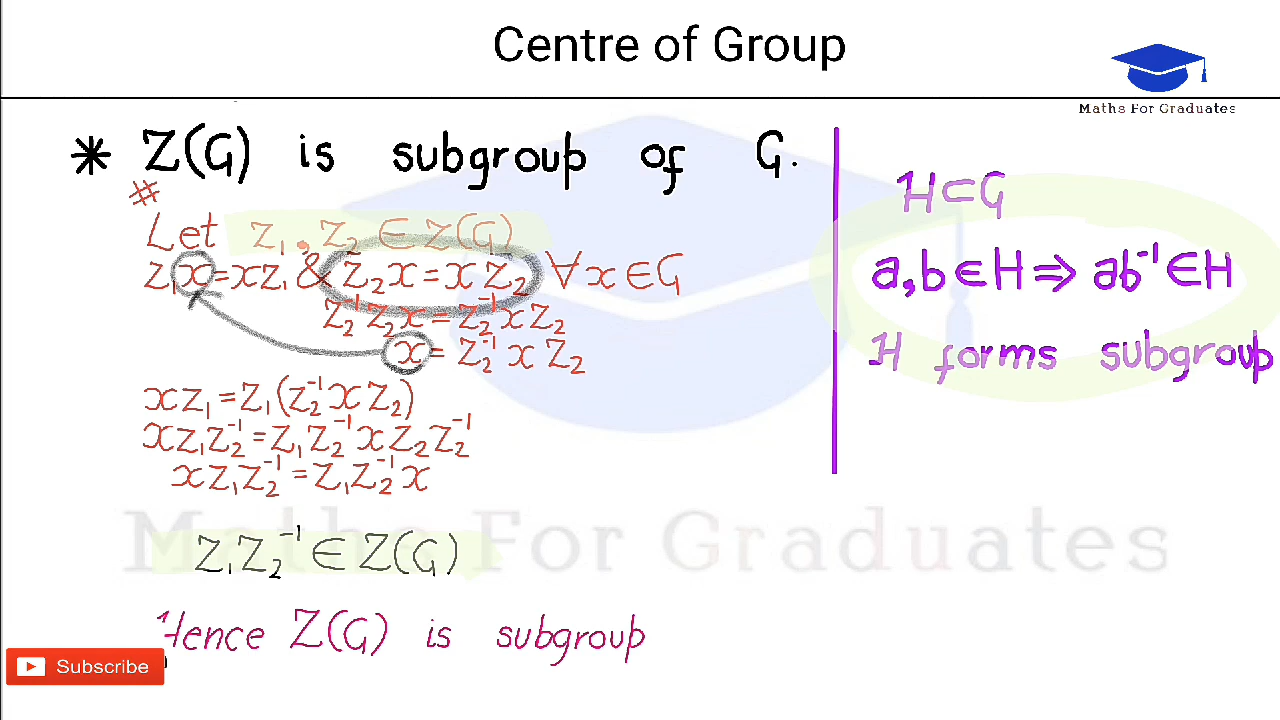 Centre of Group
Maths For Graduates
* Z(G) is subgroup of G.
#
Let z₁, z₂ ∈ Z(G)
z₁x = xz₁ & z₂x = xz₂ ∀x∈G
z₂⁻¹z₂x = z₂⁻¹xz₂
x = z₂⁻¹xz₂
xz₁ = z₁(z₂⁻¹xz₂)
xz₁z₂⁻¹ = z₁z₂⁻¹xz₂z₂⁻¹
xz₁z₂⁻¹ = z₁z₂⁻¹x
z₁z₂⁻¹ ∈ Z(G)
Hence Z(G) is subgroup
H⊂G
a,b∈H ⇒ ab⁻¹∈H
H forms subgroup
Maths For Graduates
Subscribe